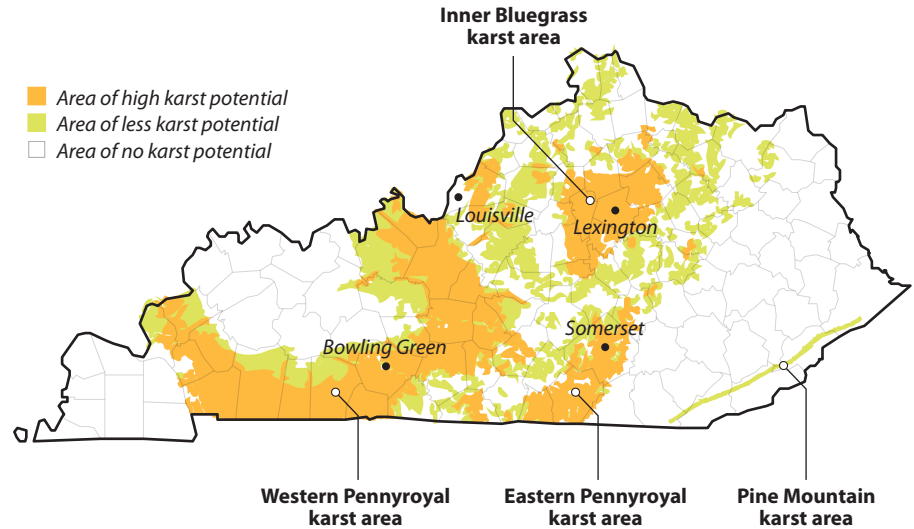 Inner Bluegrass
karst area
Area of high karst potential
Area of less karst potential
Area of no karst potential
Louisville
Lexington
Somerset
Bowling Green
Western Pennyroyal
karst area
Eastern Pennyroyal
karst area
Pine Mountain
karst area